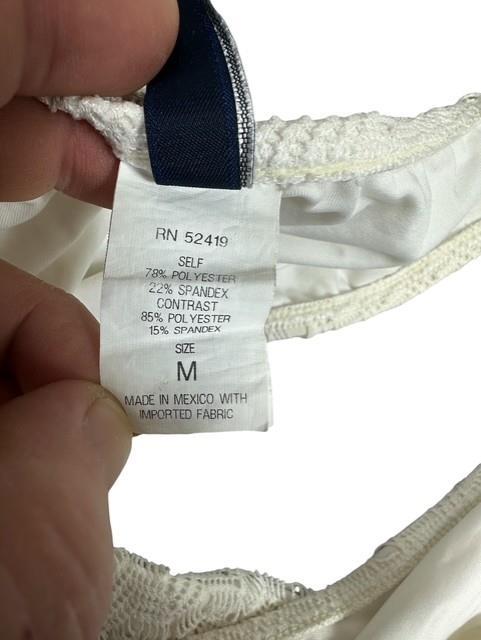 RN 52419
SELF
78% POLYESTER
22% SPANDEX
CONTRAST
85% POLYESTER
15% SPANDEX
SIZE
M
MADE IN MEXICO WITH
IMPORTED FABRIC